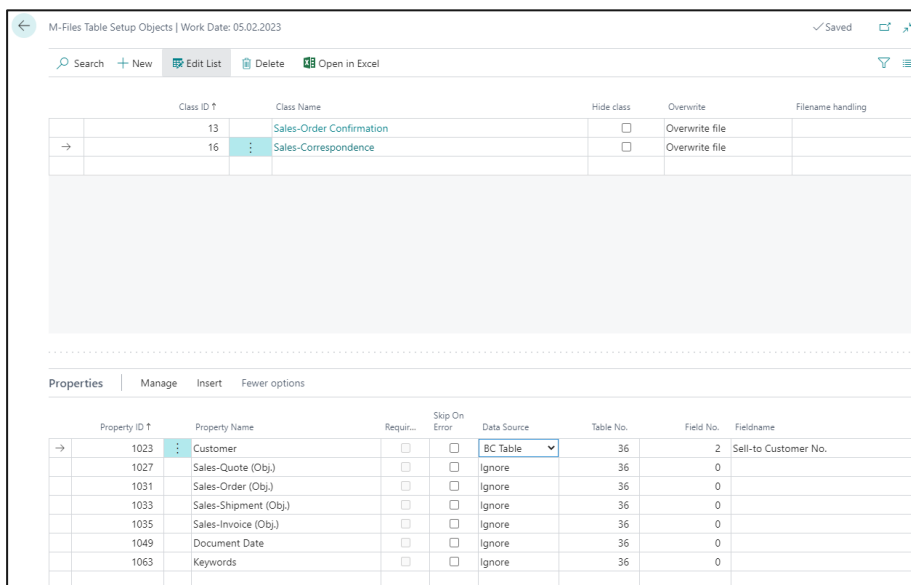 M-Files Table Setup Objects | Work Date: 05.02.2023 Saved
Search New Edit List Delete Open in Excel
Class ID ↑ Class Name Hide class Overwrite Filename handling
13 Sales-Order Confirmation Overwrite file
16 Sales-Correspondence Overwrite file
Properties Manage Insert Fewer options
Property ID ↑ Property Name Requir... Skip On Error Data Source Table No. Field No. Fieldname
1023 Customer BC Table 36 2 Sell-to Customer No.
1027 Sales-Quote (Obj.) Ignore 36 0
1031 Sales-Order (Obj.) Ignore 36 0
1033 Sales-Shipment (Obj.) Ignore 36 0
1035 Sales-Invoice (Obj.) Ignore 36 0
1049 Document Date Ignore 36 0
1063 Keywords Ignore 36 0